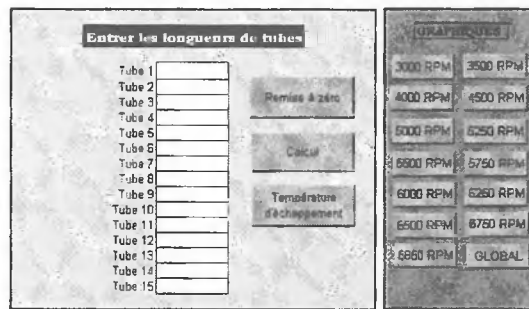 Entrer les longueurs de tubes
Tube 1
Tube 2
Tube 3
Tube 4
Tube 5
Tube 6
Tube 7
Tube 8
Tube 9
Tube 10
Tube 11
Tube 12
Tube 13
Tube 14
Tube 15
Remise à zéro
Calcul
Température
d'échappement
GRAPHIQUES
3000 RPM 3500 RPM
4000 RPM 4500 RPM
5000 RPM 5250 RPM
5500 RPM 5750 RPM
6000 RPM 6250 RPM
6500 RPM 6750 RPM
RPM GLOBAL